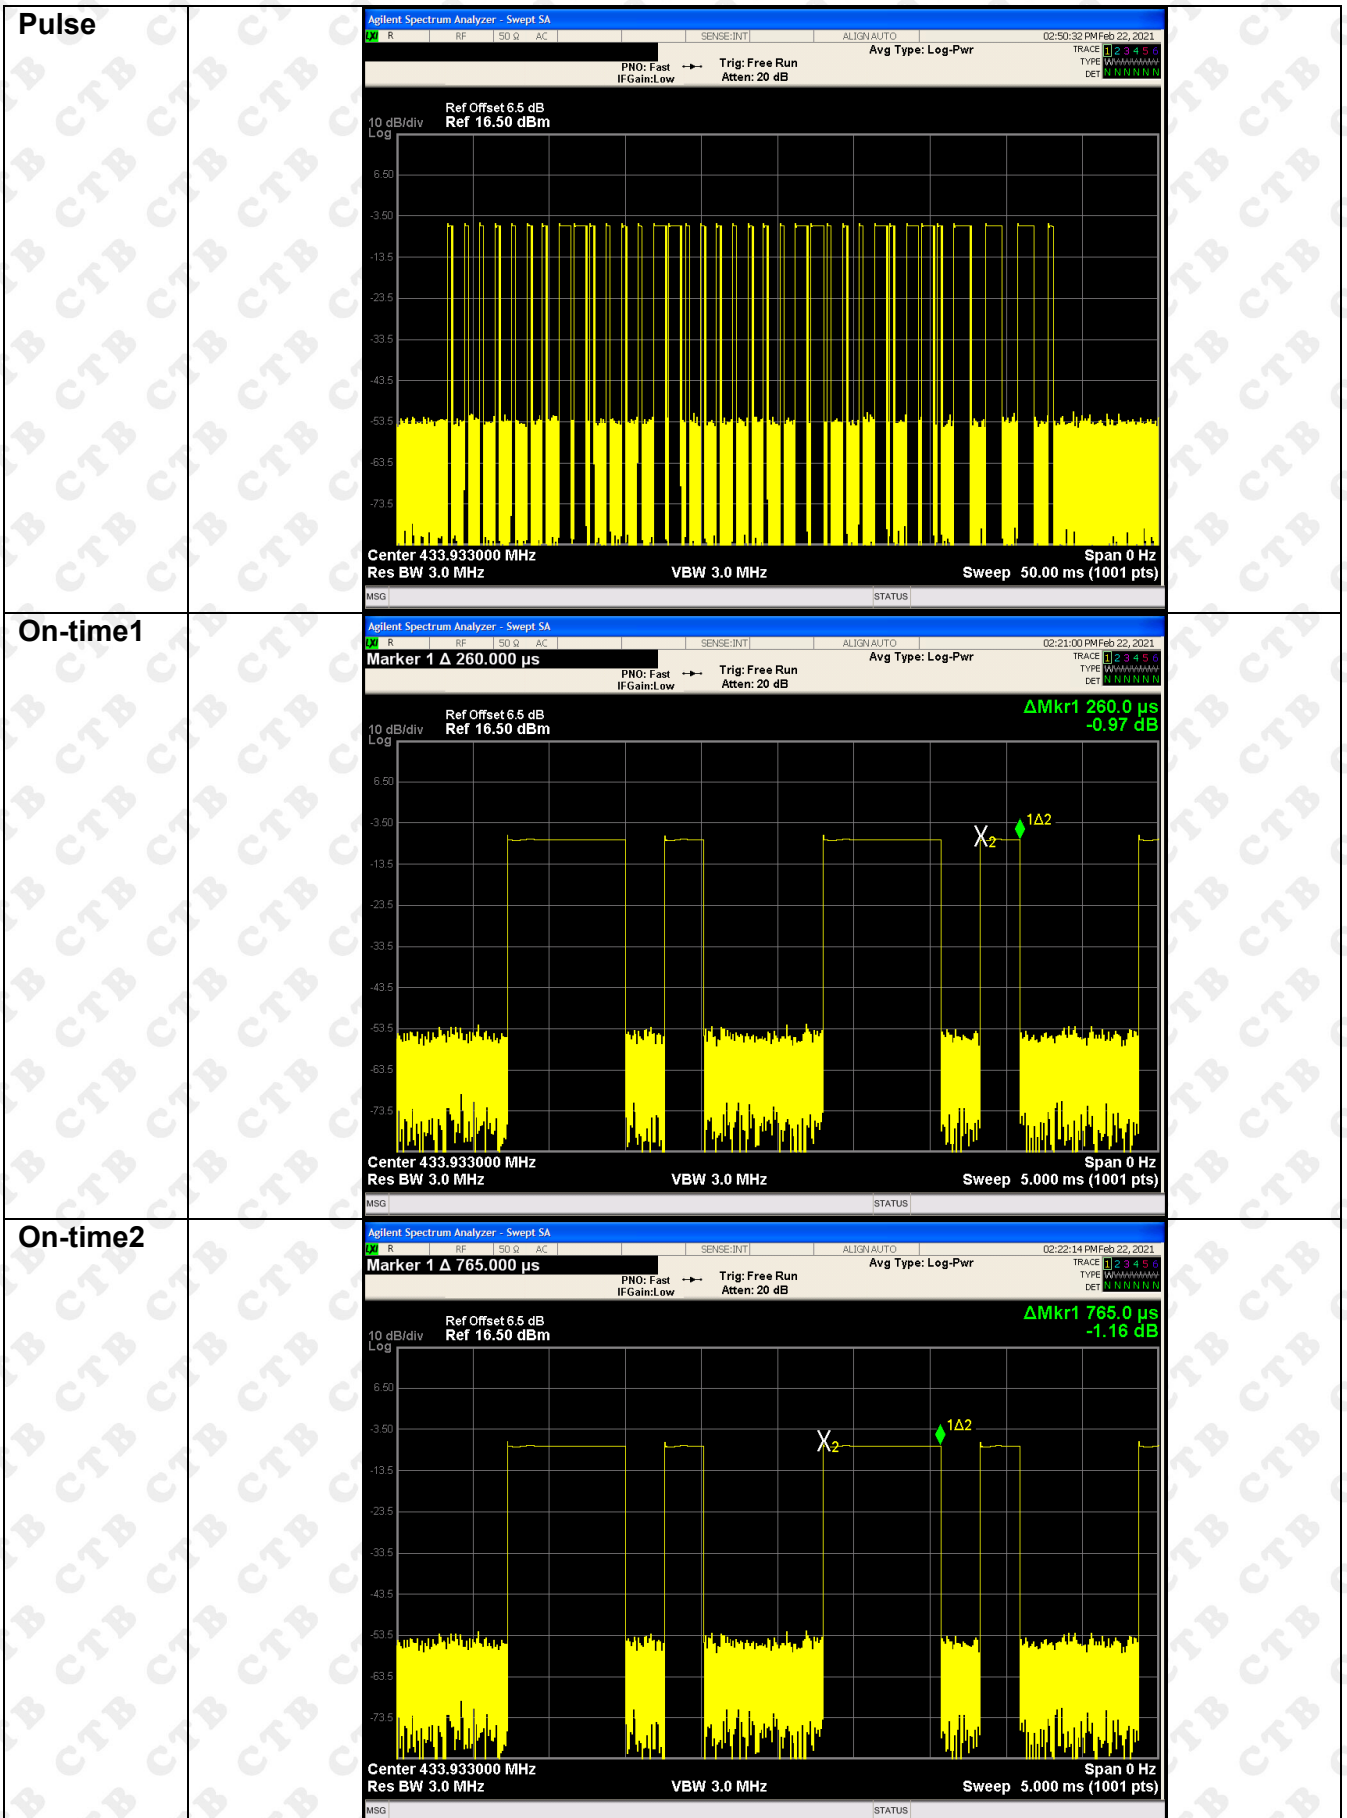 Pulse
Agilent Spectrum Analyzer - Swept SA
LXI R RF 50 Ω AC SENSE:INT ALIGN AUTO 02:50:32 PM Feb 22, 2021
Avg Type: Log-Pwr
TRACE 1 2 3 4 5 6
PNO: Fast Trig: Free Run
TYPE
IFGain:Low Atten: 20 dB
DET N N N N N N
Ref Offset 6.5 dB
10 dB/div Ref 16.50 dBm
Log
6.50
-3.50
-13.5
-23.5
-33.5
-43.5
-53.5
-63.5
-73.5
Center 433.933000 MHz Span 0 Hz
Res BW 3.0 MHz VBW 3.0 MHz Sweep 50.00 ms (1001 pts)
MSG STATUS
On-time1
Agilent Spectrum Analyzer - Swept SA
LXI R RF 50 Ω AC SENSE:INT ALIGN AUTO 02:21:00 PM Feb 22, 2021
Marker 1 Δ 260.000 µs
Avg Type: Log-Pwr
TRACE 1 2 3 4 5 6
PNO: Fast Trig: Free Run
TYPE
IFGain:Low Atten: 20 dB
DET N N N N N N
ΔMkr1 260.0 µs
-0.97 dB
Ref Offset 6.5 dB
10 dB/div Ref 16.50 dBm
Log
6.50
-3.50
1Δ2
X2
-13.5
-23.5
-33.5
-43.5
-53.5
-63.5
-73.5
Center 433.933000 MHz Span 0 Hz
Res BW 3.0 MHz VBW 3.0 MHz Sweep 5.000 ms (1001 pts)
MSG STATUS
On-time2
Agilent Spectrum Analyzer - Swept SA
LXI R RF 50 Ω AC SENSE:INT ALIGN AUTO 02:22:14 PM Feb 22, 2021
Marker 1 Δ 765.000 µs
Avg Type: Log-Pwr
TRACE 1 2 3 4 5 6
PNO: Fast Trig: Free Run
TYPE
IFGain:Low Atten: 20 dB
DET N N N N N N
ΔMkr1 765.0 µs
-1.16 dB
Ref Offset 6.5 dB
10 dB/div Ref 16.50 dBm
Log
6.50
-3.50
1Δ2
X2
-13.5
-23.5
-33.5
-43.5
-53.5
-63.5
-73.5
Center 433.933000 MHz Span 0 Hz
Res BW 3.0 MHz VBW 3.0 MHz Sweep 5.000 ms (1001 pts)
MSG STATUS
CTB